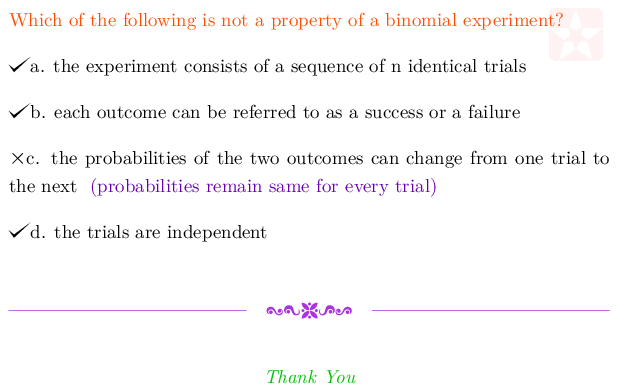 Which of the following is not a property of a binomial experiment?
✓a. the experiment consists of a sequence of n identical trials
✓b. each outcome can be referred to as a success or a failure
×c. the probabilities of the two outcomes can change from one trial to
the next (probabilities remain same for every trial)
✓d. the trials are independent
Thank You